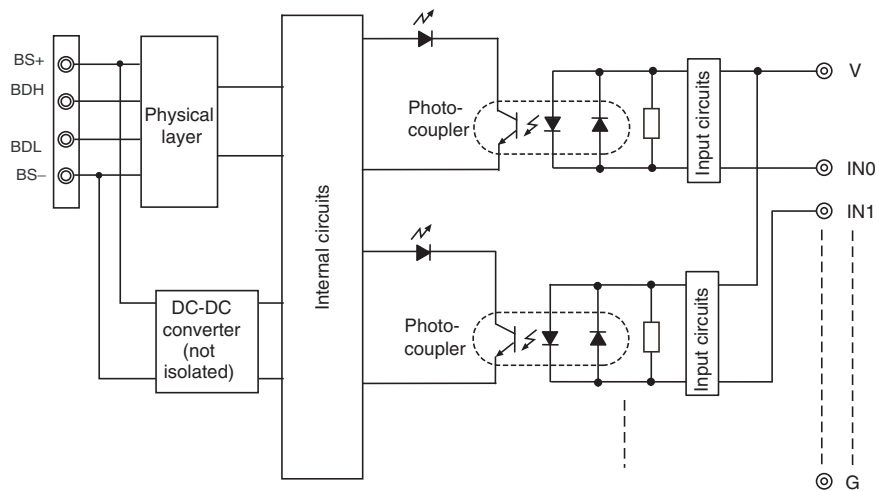 BS+
BDH
BDL
BS–
Physical
layer
DC-DC
converter
(not
isolated)
Internal circuits
Photo-
coupler
Input circuits
V
IN0
IN1
Photo-
coupler
Input circuits
G